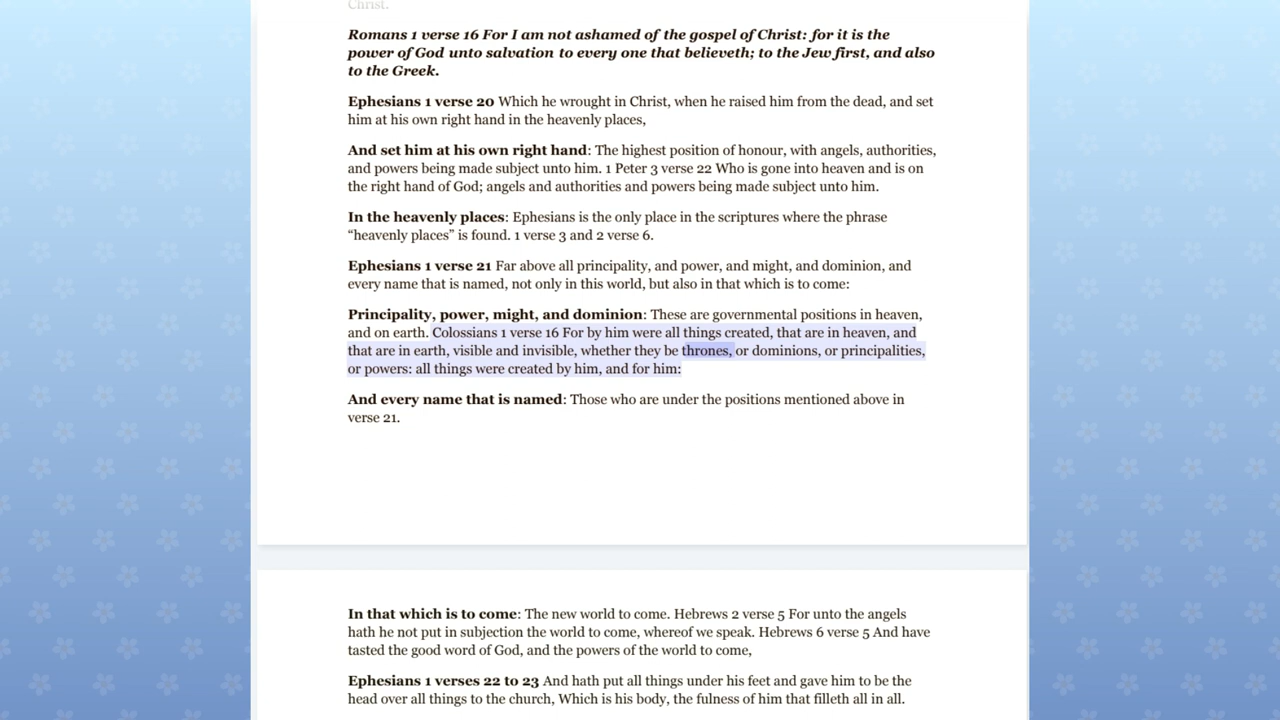 Christ.
Romans 1 verse 16 For I am not ashamed of the gospel of Christ: for it is the
power of God unto salvation to every one that believeth; to the Jew first, and also
to the Greek.
Ephesians 1 verse 20 Which he wrought in Christ, when he raised him from the dead, and set
him at his own right hand in the heavenly places,
And set him at his own right hand: The highest position of honour, with angels, authorities,
and powers being made subject unto him. 1 Peter 3 verse 22 Who is gone into heaven and is on
the right hand of God; angels and authorities and powers being made subject unto him.
In the heavenly places: Ephesians is the only place in the scriptures where the phrase
“heavenly places” is found. 1 verse 3 and 2 verse 6.
Ephesians 1 verse 21 Far above all principality, and power, and might, and dominion, and
every name that is named, not only in this world, but also in that which is to come:
Principality, power, might, and dominion: These are governmental positions in heaven,
and on earth. Colossians 1 verse 16 For by him were all things created, that are in heaven, and
that are in earth, visible and invisible, whether they be thrones, or dominions, or principalities,
or powers: all things were created by him, and for him:
And every name that is named: Those who are under the positions mentioned above in
verse 21.
In that which is to come: The new world to come. Hebrews 2 verse 5 For unto the angels
hath he not put in subjection the world to come, whereof we speak. Hebrews 6 verse 5 And have
tasted the good word of God, and the powers of the world to come,
Ephesians 1 verses 22 to 23 And hath put all things under his feet and gave him to be the
head over all things to the church, Which is his body, the fulness of him that filleth all in all.